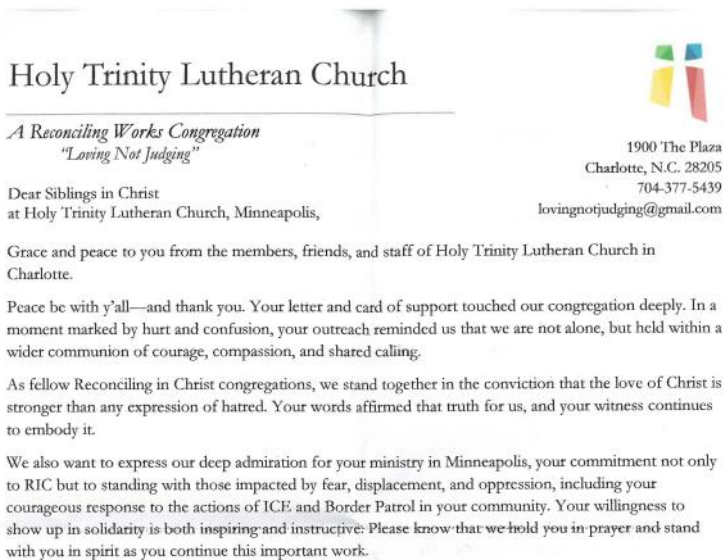 Holy Trinity Lutheran Church
A Reconciling Works Congregation
"Loving Not Judging"
1900 The Plaza
Charlotte, N.C. 28205
704-377-5439
lovingnotjudging@gmail.com
Dear Siblings in Christ
at Holy Trinity Lutheran Church, Minneapolis,
Grace and peace to you from the members, friends, and staff of Holy Trinity Lutheran Church in
Charlotte.
Peace be with y'all—and thank you. Your letter and card of support touched our congregation deeply. In a
moment marked by hurt and confusion, your outreach reminded us that we are not alone, but held within a
wider communion of courage, compassion, and shared calling.
As fellow Reconciling in Christ congregations, we stand together in the conviction that the love of Christ is
stronger than any expression of hatred. Your words affirmed that truth for us, and your witness continues
to embody it.
We also want to express our deep admiration for your ministry in Minneapolis, your commitment not only
to RIC but to standing with those impacted by fear, displacement, and oppression, including your
courageous response to the actions of ICE and Border Patrol in your community. Your willingness to
show up in solidarity is both inspiring and instructive. Please know that we hold you in prayer and stand
with you in spirit as you continue this important work.